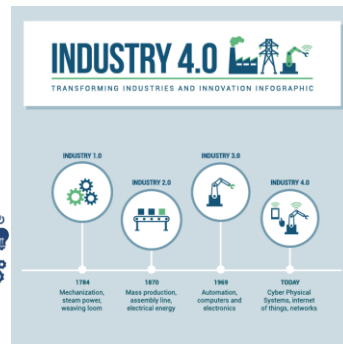 INDUSTRY 4.0
TRANSFORMING INDUSTRIES AND INNOVATION INFOGRAPHIC
INDUSTRY 1.0
INDUSTRY 2.0
INDUSTRY 3.0
INDUSTRY 4.0
1784
Mechanization,
steam power,
weaving loom
1870
Mass production,
assembly line,
electrical energy
1969
Automation,
computers and
electronics
TODAY
Cyber Physical
Systems, internet
of things, networks